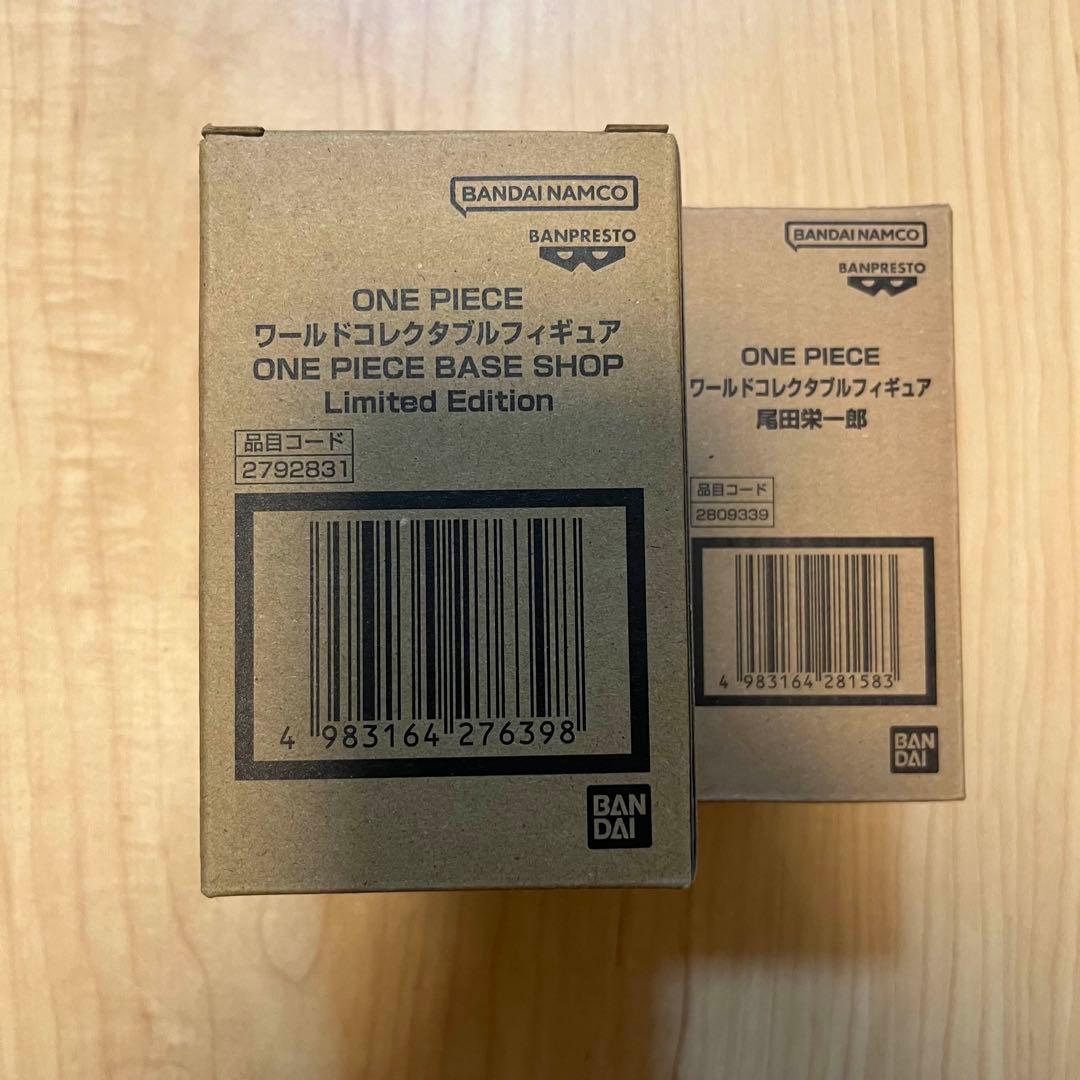 BANDAI NAMCO
BANPRESTO
ONE PIECE
ワールドコレクタブルフィギュア
ONE PIECE BASE SHOP
Limited Edition
品目コード
2792831
4 983164 276398
BAN
DAI
BANDAI NAMCO
BANPRESTO
ONE PIECE
ワールドコレクタブルフィギュア
尾田栄一郎
品目コード
2809339
4 983164 281583
BAN
DAI